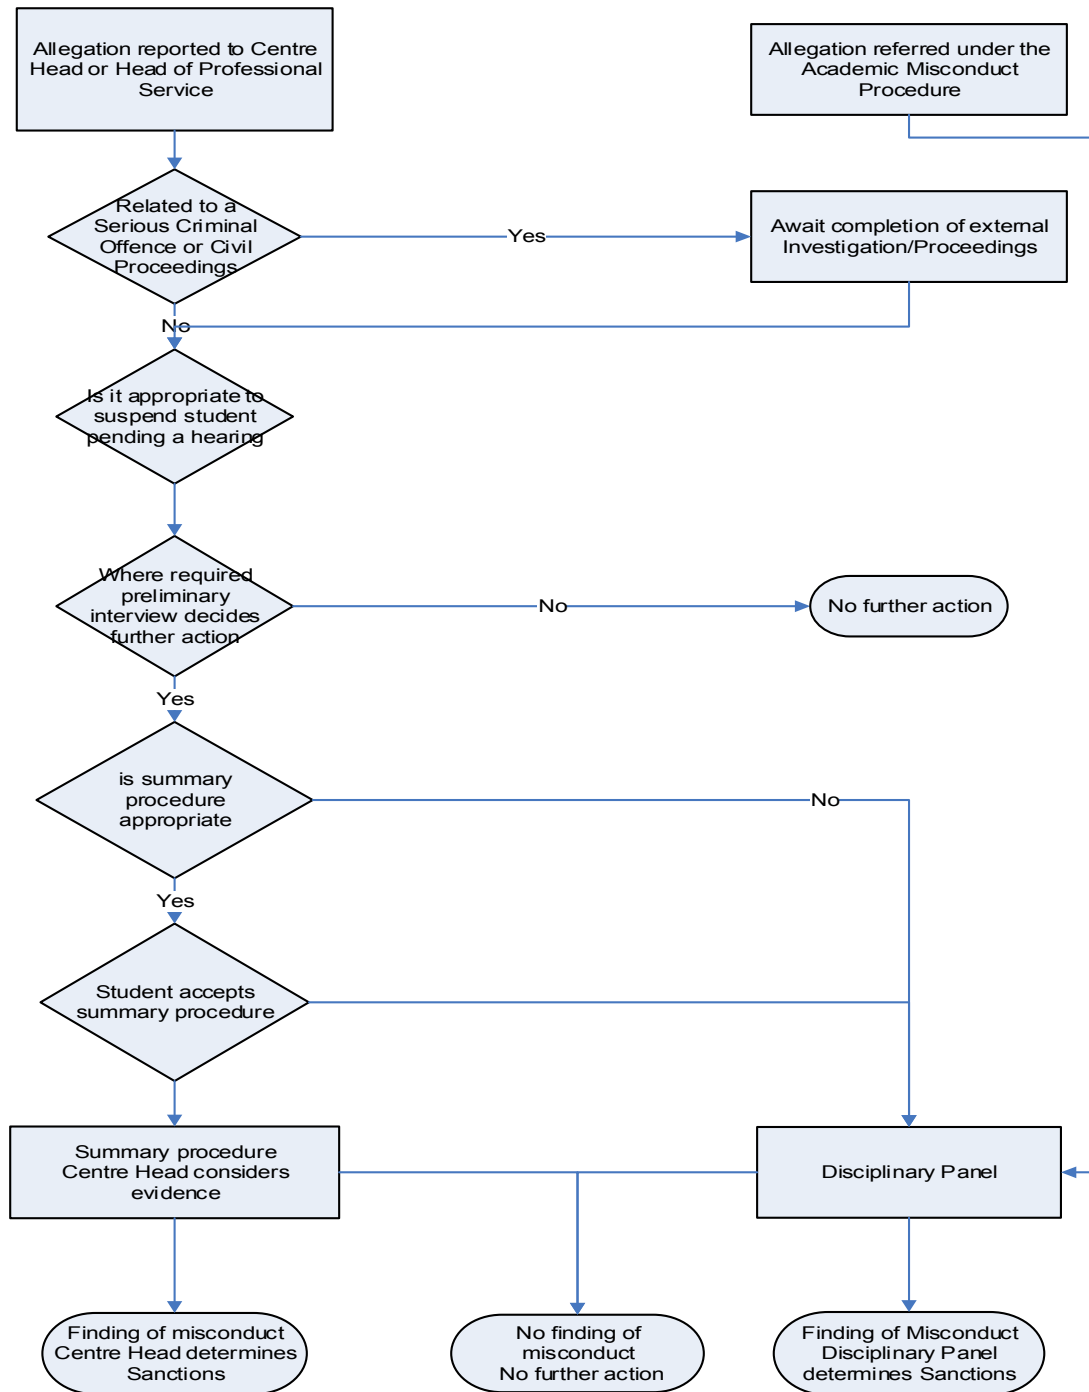 Allegation reported to Centre
Head or Head of Professional
Service
Allegation referred under the
Academic Misconduct
Procedure
Related to a
Serious Criminal
Offence or Civil
Proceedings
Yes
Await completion of external
Investigation/Proceedings
No
Is it appropriate to
suspend student
pending a hearing
Where required
preliminary
interview decides
further action
No
No further action
Yes
is summary
procedure
appropriate
No
Yes
Student accepts
summary procedure
Summary procedure
Centre Head considers
evidence
Disciplinary Panel
Finding of misconduct
Centre Head determines
Sanctions
No finding of
misconduct
No further action
Finding of Misconduct
Disciplinary Panel
determines Sanctions